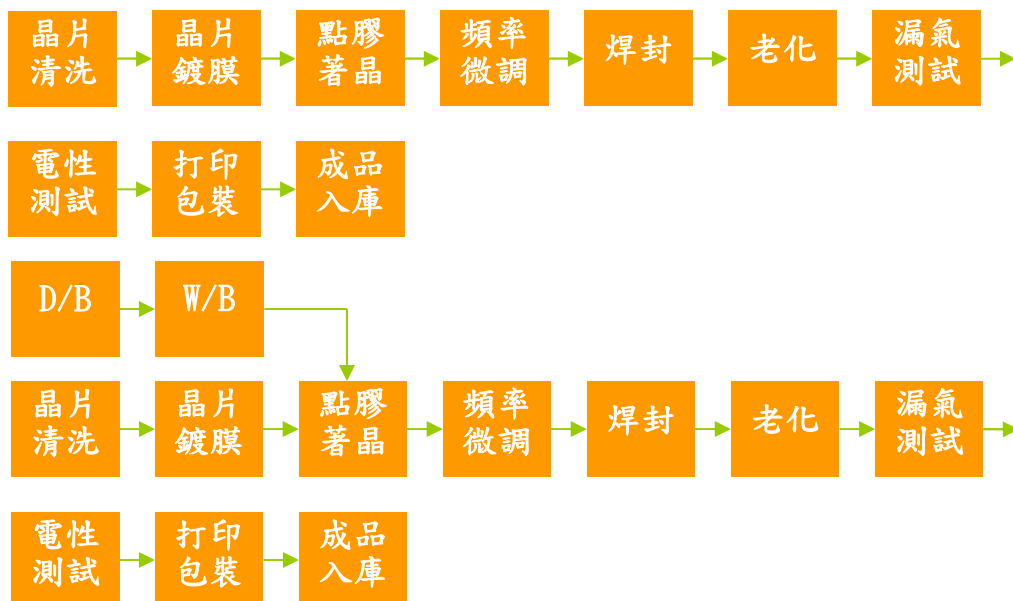 晶片
清洗
晶片
鍍膜
點膠
著晶
頻率
微調
焊封
老化
漏氣
測試
電性
測試
打印
包裝
成品
入庫
D/B
W/B
晶片
清洗
晶片
鍍膜
點膠
著晶
頻率
微調
焊封
老化
漏氣
測試
電性
測試
打印
包裝
成品
入庫